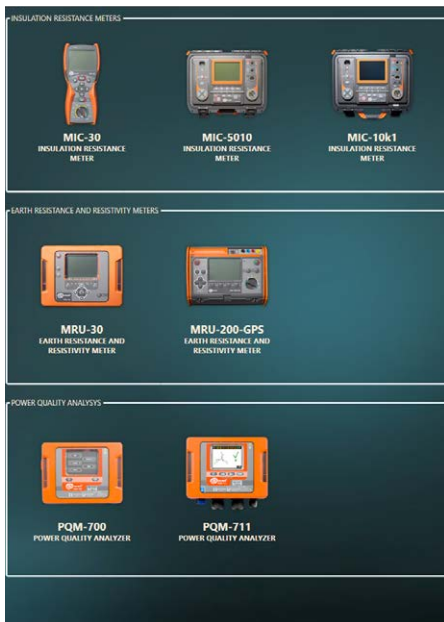 INSULATION RESISTANCE METERS
MIC-30
INSULATION RESISTANCE
METER
MIC-5010
INSULATION RESISTANCE
METER
MIC-10k1
INSULATION RESISTANCE
METER
EARTH RESISTANCE AND RESISTIVITY METERS
MRU-30
EARTH RESISTANCE AND
RESISTIVITY METER
MRU-200-GPS
EARTH RESISTANCE AND
RESISTIVITY METER
POWER QUALITY ANALYSYS
PQM-700
POWER QUALITY ANALYZER
PQM-711
POWER QUALITY ANALYZER